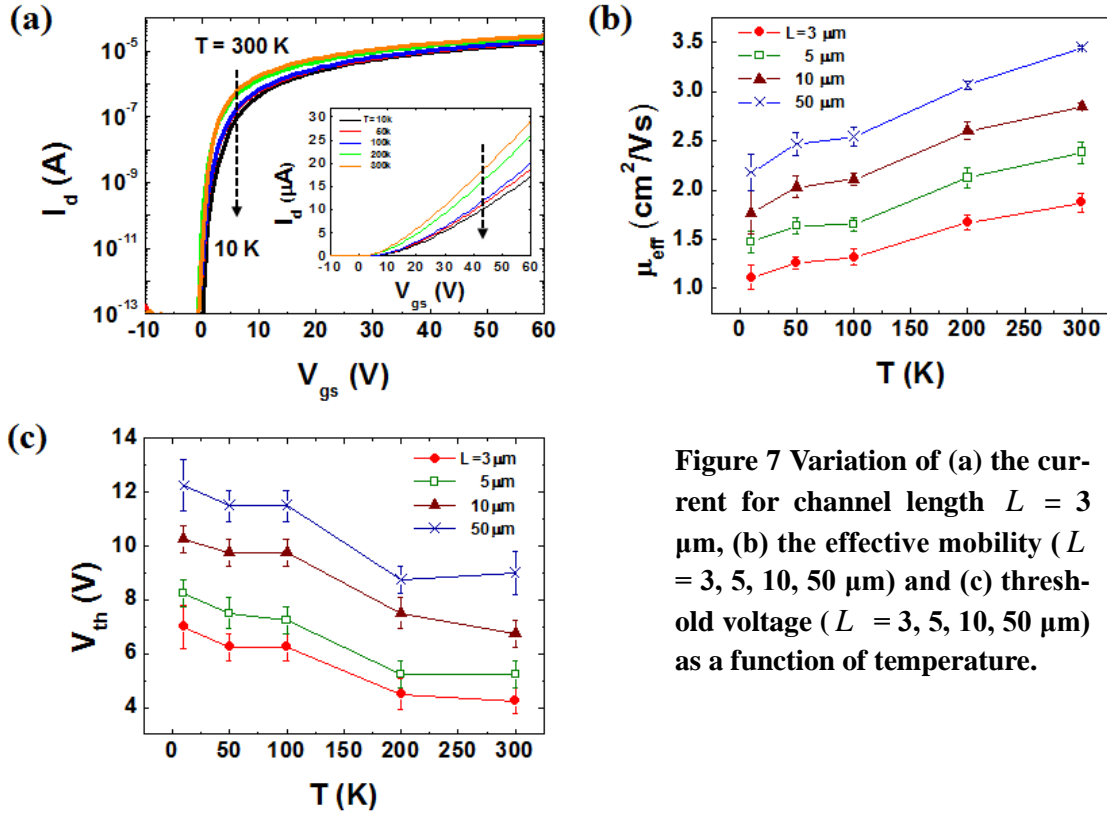 (a)
10⁻⁵
10⁻⁷
10⁻⁹
10⁻¹¹
10⁻¹³
I_d (A)
T = 300 K
10 K
-10 0 10 20 30 40 50 60
V_gs (V)
30
25
20
15
10
5
0
I_d (µA)
T = 10k
50k
100k
200k
300k
-10 0 10 20 30 40 50 60
V_gs (V)
(b)
3.5
3.0
2.5
2.0
1.5
1.0
µ_eff (cm²/Vs)
L=3 µm
5 µm
10 µm
50 µm
0 50 100 150 200 250 300
T (K)
(c)
14
12
10
8
6
4
V_th (V)
L =3 µm
5 µm
10 µm
50 µm
0 50 100 150 200 250 300
T (K)
Figure 7 Variation of (a) the cur-
rent for channel length L = 3
µm, (b) the effective mobility ( L
= 3, 5, 10, 50 µm) and (c) thresh-
old voltage ( L = 3, 5, 10, 50 µm)
as a function of temperature.